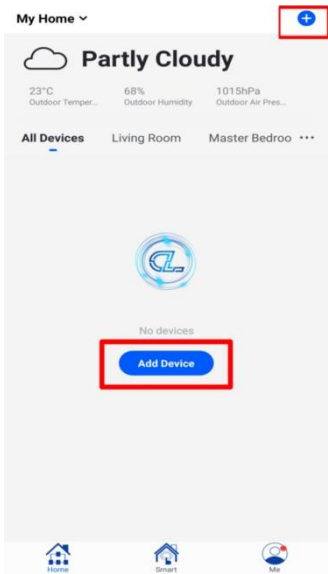 My Home
Partly Cloudy
23°C 68% 1015hPa
Outdoor Temper... Outdoor Humidity Outdoor Air Pres...
All Devices Living Room Master Bedroo ...
CL
No devices
Add Device
Home Smart Me